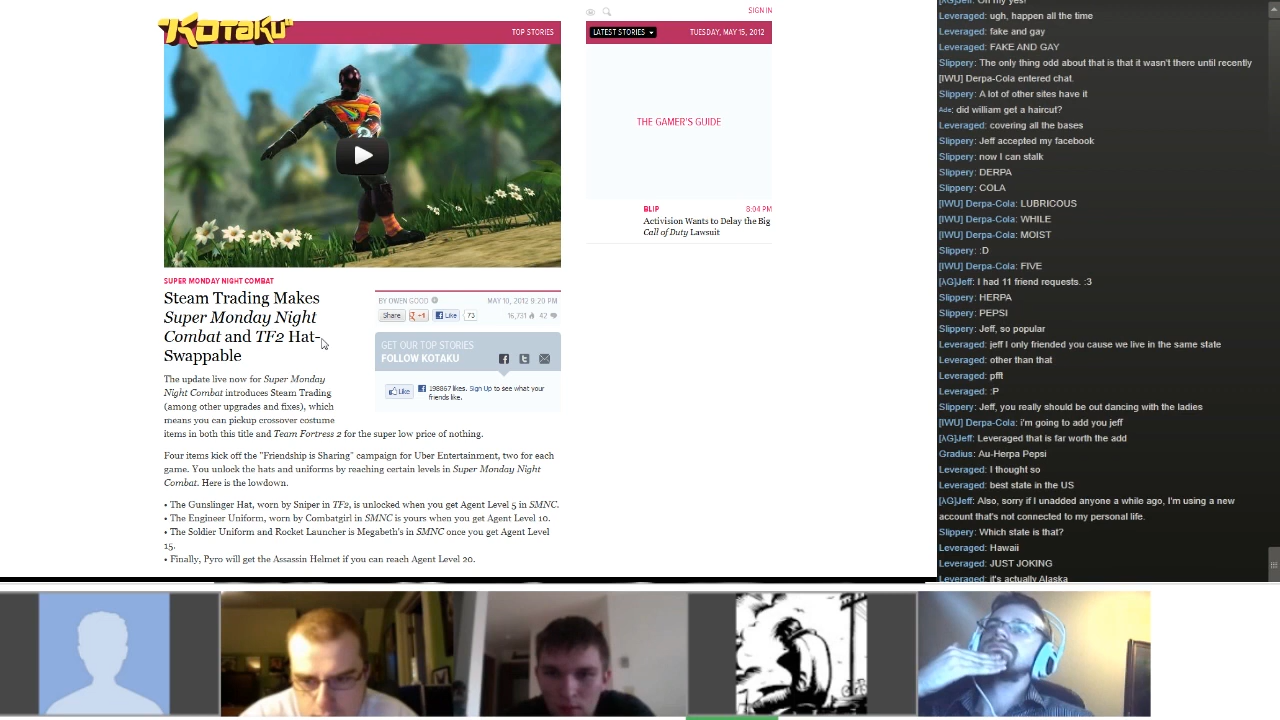 KOTAKU
TOP STORIES
SIGN IN
LATEST STORIES
TUESDAY, MAY 15, 2012
THE GAMER'S GUIDE
BLIP
8:04 PM
Activision Wants to Delay the Big
Call of Duty Lawsuit
SUPER MONDAY NIGHT COMBAT
Steam Trading Makes
Super Monday Night
Combat and TF2 Hat-
Swappable
BY OWEN GOOD
MAY 10, 2012 9:20 PM
Share
+1
Like
73
16,731
42
GET OUR TOP STORIES
FOLLOW KOTAKU
Like
198867 likes. Sign Up to see what your
friends like.
The update live now for Super Monday
Night Combat introduces Steam Trading
(among other upgrades and fixes), which
means you can pickup crossover costume
items in both this title and Team Fortress 2 for the super low price of nothing.
Four items kick off the "Friendship is Sharing" campaign for Uber Entertainment, two for each
game. You unlock the hats and uniforms by reaching certain levels in Super Monday Night
Combat. Here is the lowdown.
• The Gunslinger Hat, worn by Sniper in TF2, is unlocked when you get Agent Level 5 in SMNC.
• The Engineer Uniform, worn by Combatgirl in SMNC is yours when you get Agent Level 10.
• The Soldier Uniform and Rocket Launcher is Megabeth's in SMNC once you get Agent Level
15.
• Finally, Pyro will get the Assassin Helmet if you can reach Agent Level 20.
[λG]Jeff: Oh my yes!
Leveraged: ugh, happen all the time
Leveraged: fake and gay
Leveraged: FAKE AND GAY
Slippery: The only thing odd about that is that it wasn't there until recently
[IWU] Derpa-Cola entered chat.
Slippery: A lot of other sites have it
Ade: did william get a haircut?
Leveraged: covering all the bases
Slippery: Jeff accepted my facebook
Slippery: now I can stalk
Slippery: DERPA
Slippery: COLA
[IWU] Derpa-Cola: LUBRICOUS
[IWU] Derpa-Cola: WHILE
[IWU] Derpa-Cola: MOIST
Slippery: :D
[IWU] Derpa-Cola: FIVE
[λG]Jeff: I had 11 friend requests. :3
Slippery: HERPA
Slippery: PEPSI
Slippery: Jeff, so popular
Leveraged: jeff I only friended you cause we live in the same state
Leveraged: other than that
Leveraged: pfft
Leveraged: :P
Slippery: Jeff, you really should be out dancing with the ladies
[IWU] Derpa-Cola: i'm going to add you jeff
[λG]Jeff: Leveraged that is far worth the add
Gradius: Au-Herpa Pepsi
Leveraged: I thought so
Leveraged: best state in the US
[λG]Jeff: Also, sorry if I unadded anyone a while ago, I'm using a new
account that's not connected to my personal life.
Slippery: Which state is that?
Leveraged: Hawaii
Leveraged: JUST JOKING
Leveraged: it's actually Alaska